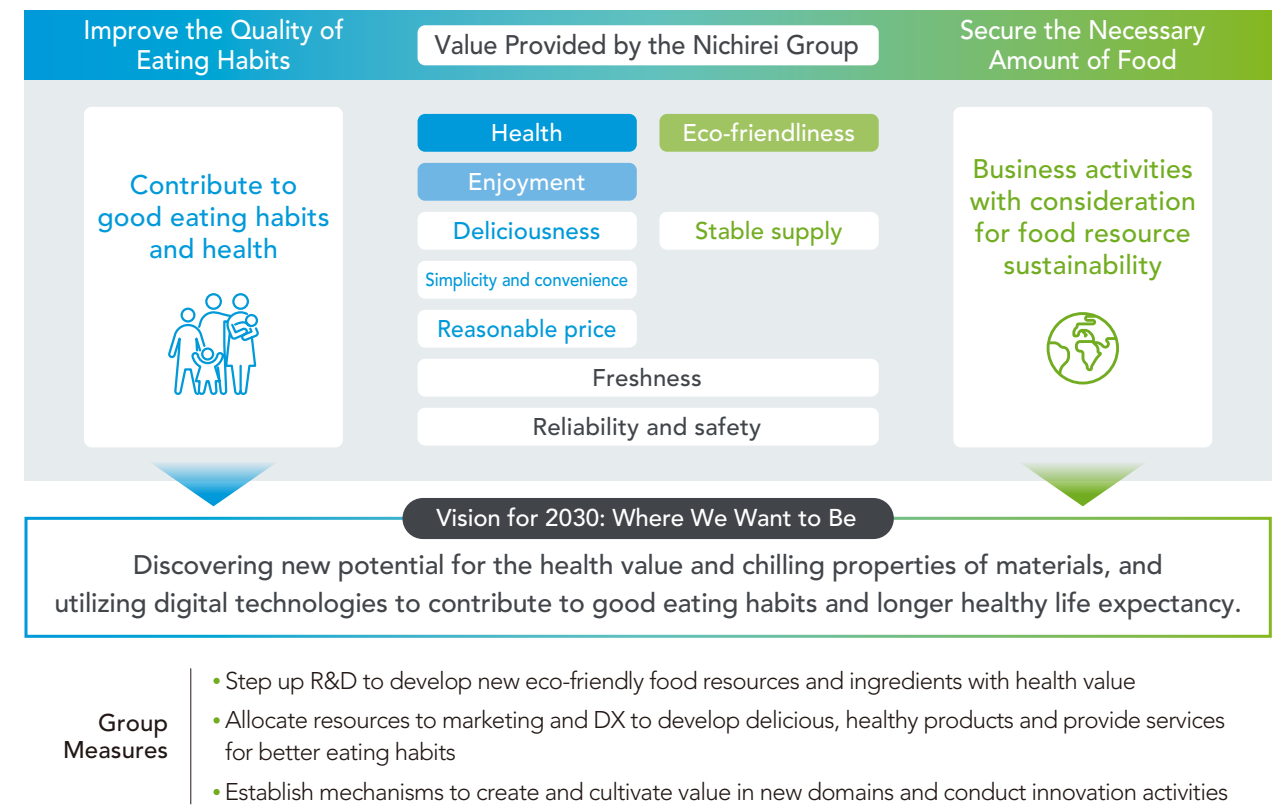 Improve the Quality of
Eating Habits
Value Provided by the Nichirei Group
Secure the Necessary
Amount of Food
Contribute to
good eating habits
and health
Health
Eco-friendliness
Enjoyment
Deliciousness
Stable supply
Simplicity and convenience
Reasonable price
Freshness
Reliability and safety
Business activities
with consideration
for food resource
sustainability
Vision for 2030: Where We Want to Be
Discovering new potential for the health value and chilling properties of materials, and
utilizing digital technologies to contribute to good eating habits and longer healthy life expectancy.
Group
Measures
• Step up R&D to develop new eco-friendly food resources and ingredients with health value
• Allocate resources to marketing and DX to develop delicious, healthy products and provide services
for better eating habits
• Establish mechanisms to create and cultivate value in new domains and conduct innovation activities